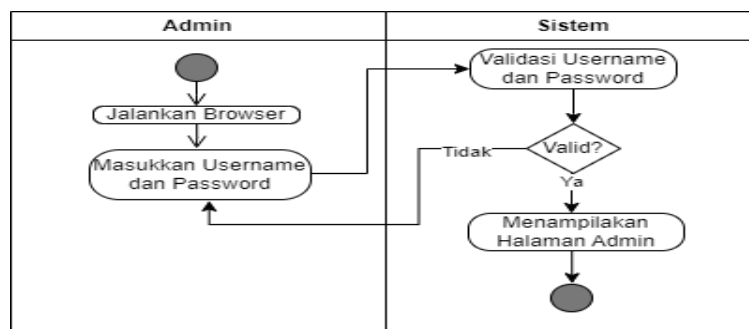 Admin
Sistem
Jalankan Browser
Masukkan Username
dan Password
Validasi Username
dan Password
Valid?
Tidak
Ya
Menampilakan
Halaman Admin